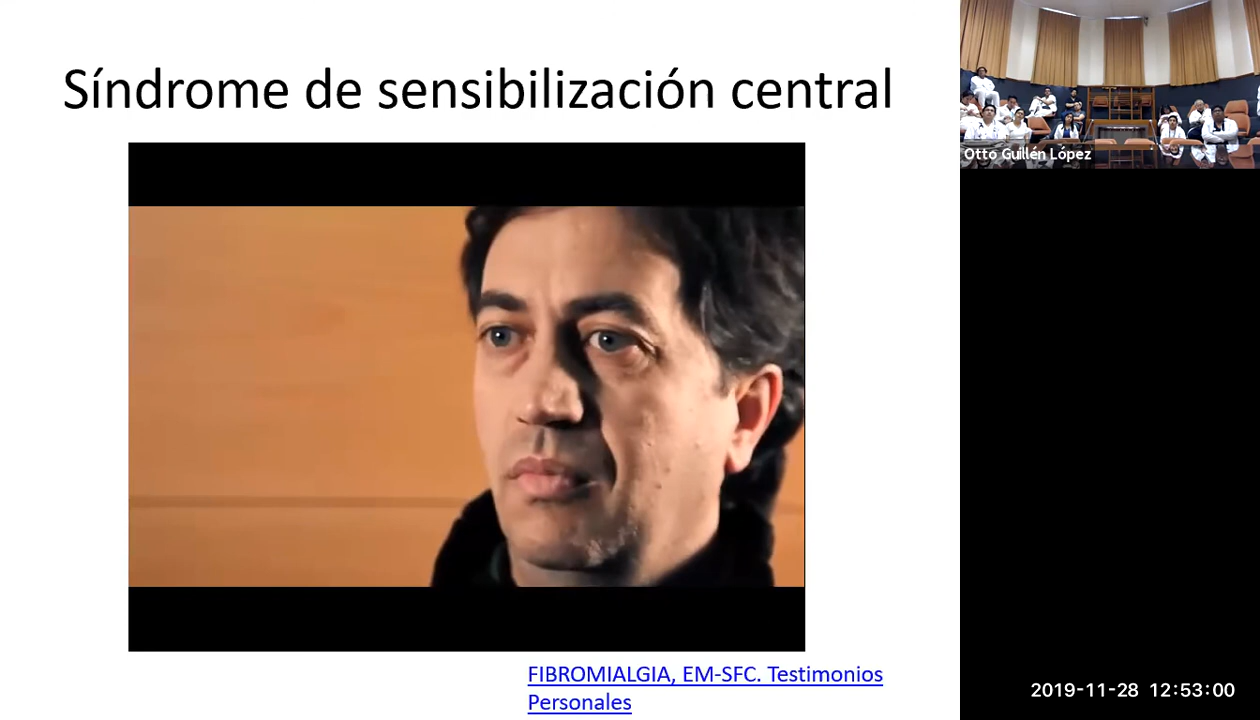 Síndrome de sensibilización central
Otto Guillén López
FIBROMIALGIA, EM-SFC. Testimonios
Personales
2019-11-28 12:53:00